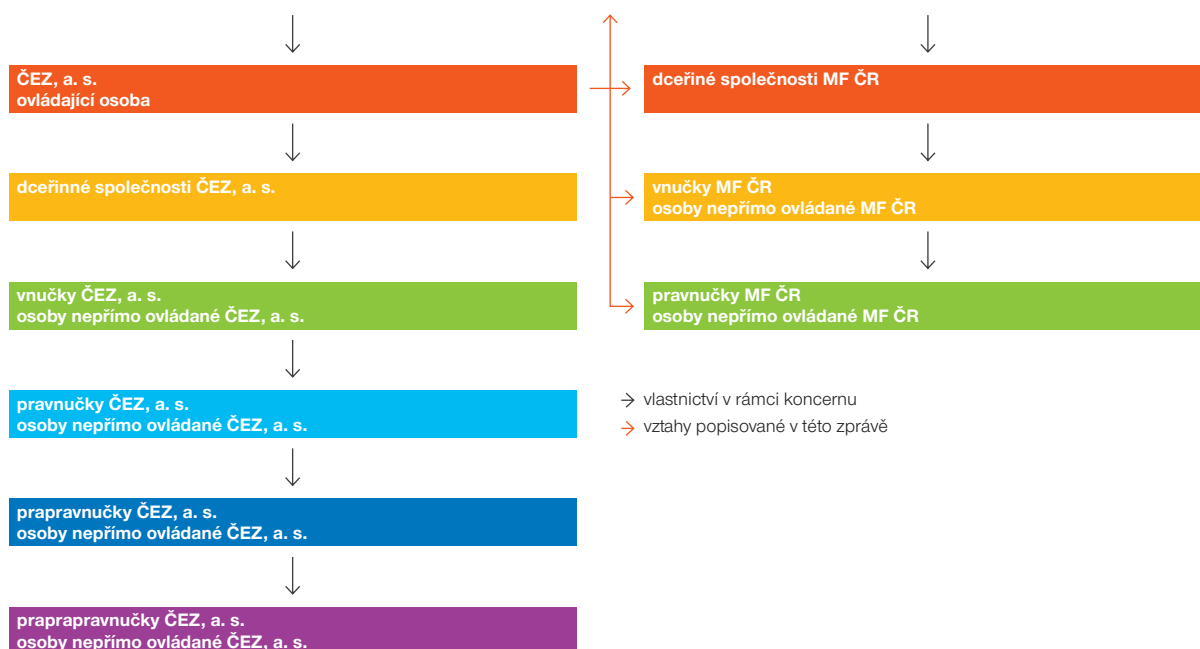 ČEZ, a. s.
ovládající osoba
dceřinné společnosti ČEZ, a. s.
vnučky ČEZ, a. s.
osoby nepřímo ovládané ČEZ, a. s.
pravnučky ČEZ, a. s.
osoby nepřímo ovládané ČEZ, a. s.
prapravnučky ČEZ, a. s.
osoby nepřímo ovládané ČEZ, a. s.
praprapravnučky ČEZ, a. s.
osoby nepřímo ovládané ČEZ, a. s.
dceřiné společnosti MF ČR
vnučky MF ČR
osoby nepřímo ovládané MF ČR
pravnučky MF ČR
osoby nepřímo ovládané MF ČR
vlastnictví v rámci koncernu
vztahy popisované v této zprávě